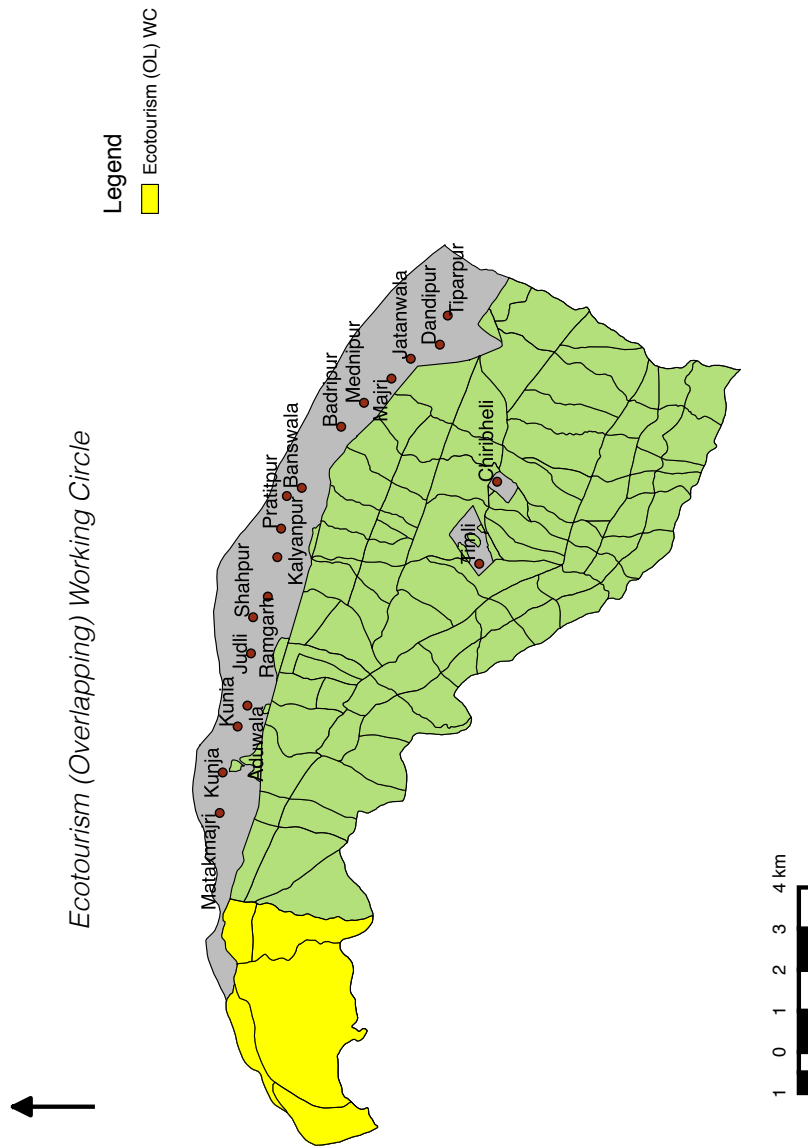 Ecotourism (Overlapping) Working Circle
Legend
Ecotourism (OL) WC
Matakmajri
Kunja
Aduwala
Kunia
Judli
Ramgarh
Shahpur
Kalyanpur
Pratitpur
Banswala
Badripur
Mednipur
Majri
Jatanwala
Dandipur
Tiparpur
Timli
Chiribheli
1 0 1 2 3 4 km